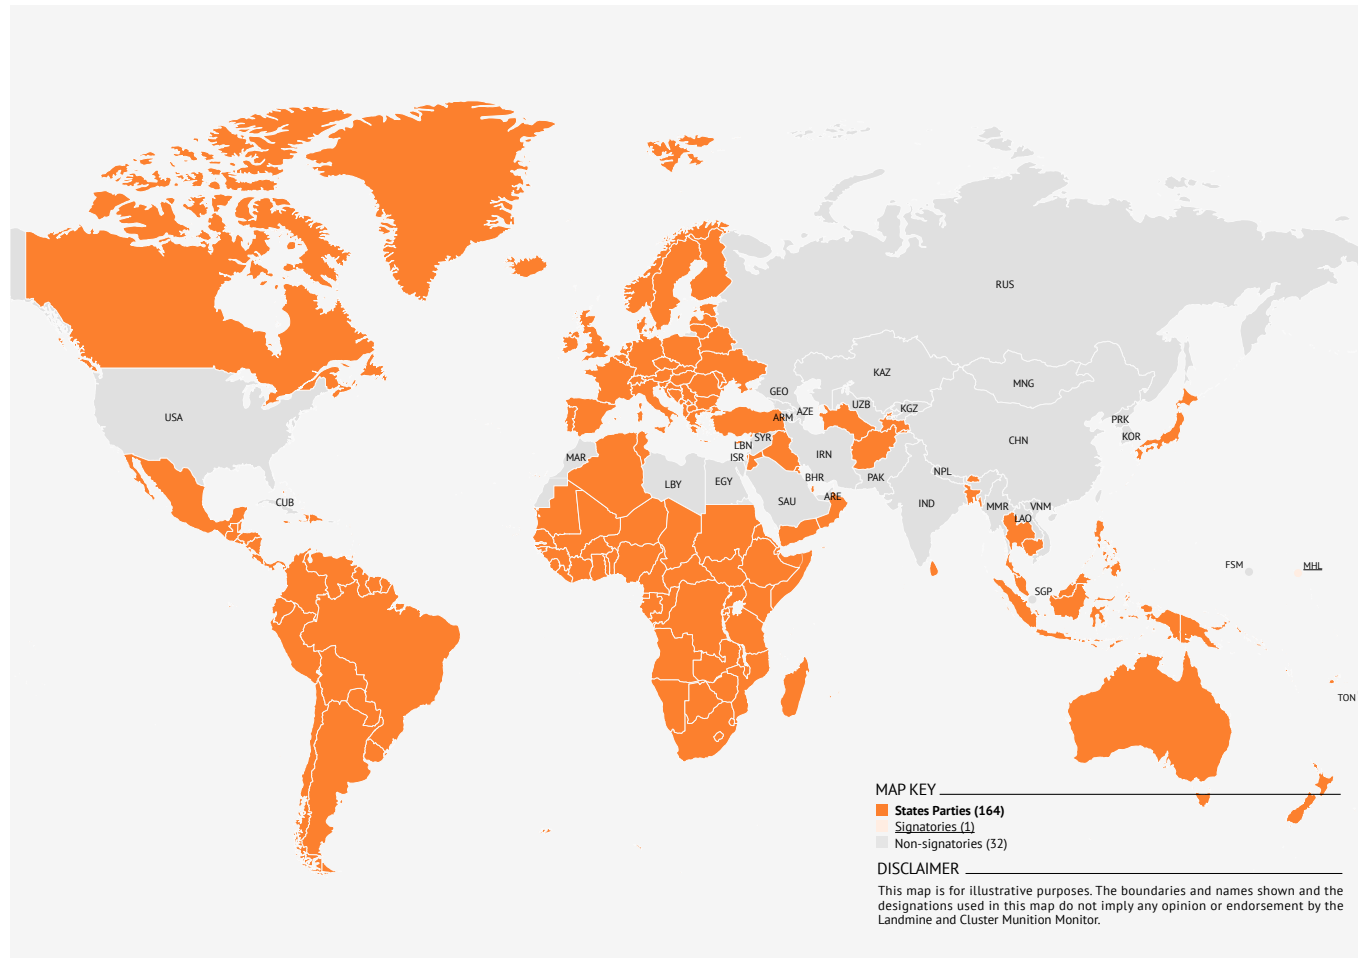 RUS
KAZ
MNG
GEO
UZB
KGZ
AZE
ARM
USA
PRK
KOR
CHN
SYR
LBN
ISR
IRN
MAR
BHR
PAK
NPL
LBY
EGY
SAU
ARE
IND
MMR
VNM
LAO
CUB
FSM
MHL
SGP
TON
MAP KEY
States Parties (164)
Signatories (1)
Non-signatories (32)
DISCLAIMER
This map is for illustrative purposes. The boundaries and names shown and the
designations used in this map do not imply any opinion or endorsement by the
Landmine and Cluster Munition Monitor.